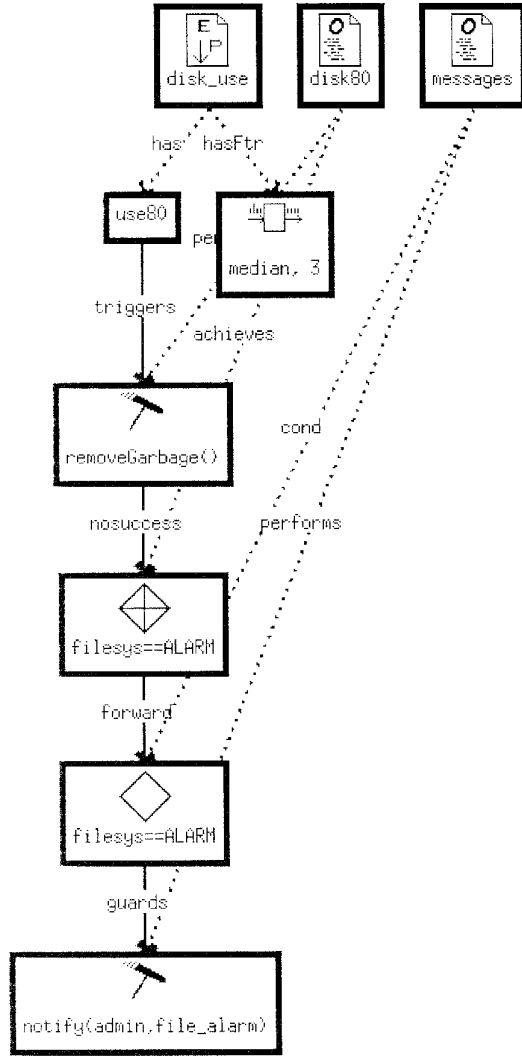 E
P
disk_use
disk80
messages
has
hasFtr
use80
median, 3
triggers
achieves
removeGarbage()
cond
nosuccess
performs
filesys==ALARM
forward
filesys==ALARM
guards
notify(admin,file_alarm)